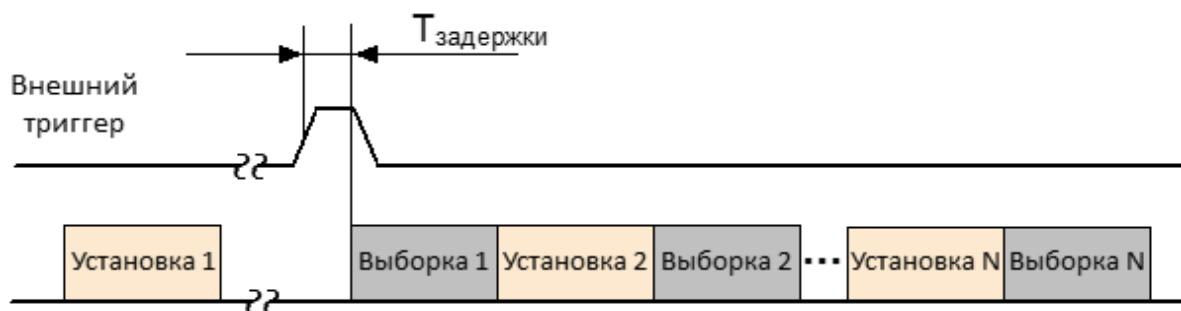 Tзадержки
Внешний
триггер
Установка 1
Выборка 1
Установка 2
Выборка 2
...
Установка N
Выборка N